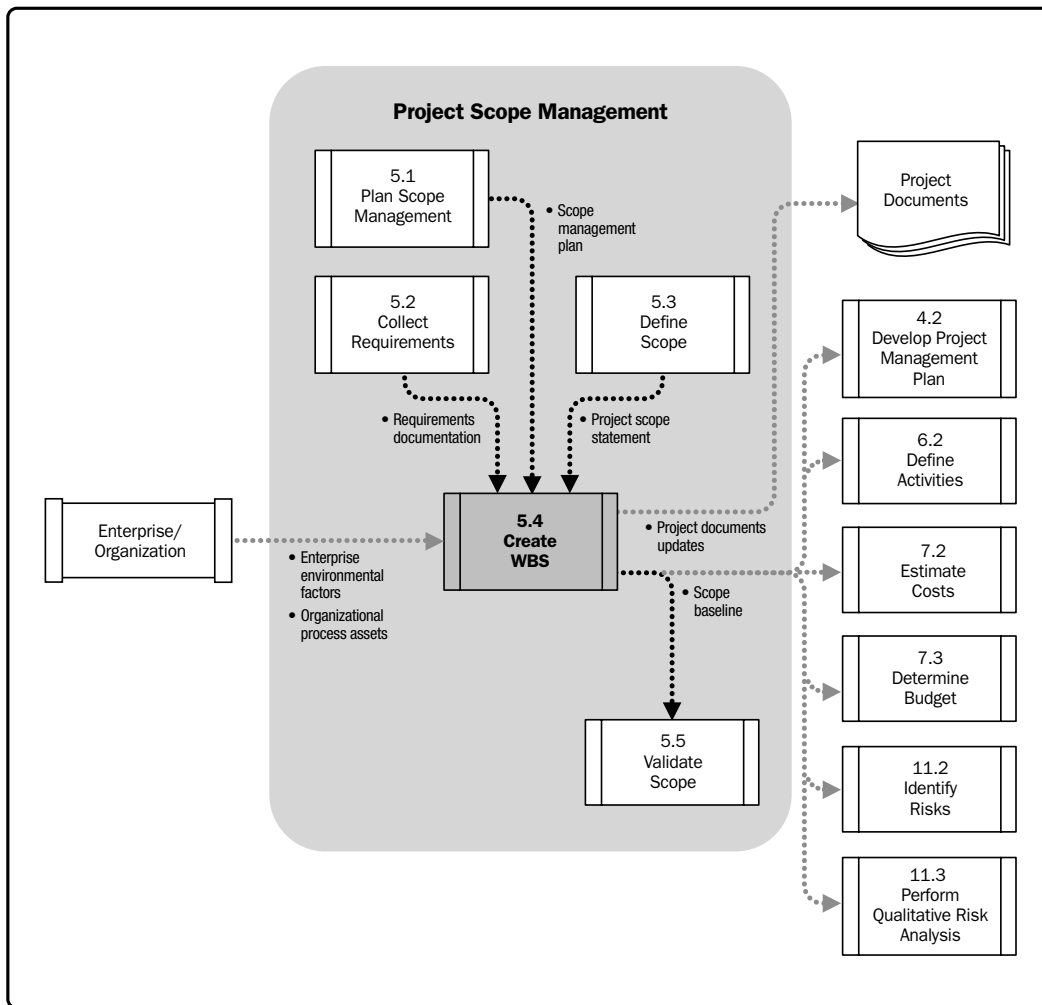 Project Scope Management
5.1
Plan Scope
Management
• Scope
management
plan
Project
Documents
5.2
Collect
Requirements
5.3
Define
Scope
4.2
Develop Project
Management
Plan
• Requirements
documentation
• Project scope
statement
6.2
Define
Activities
Enterprise/
Organization
• Enterprise
environmental
factors
• Organizational
process assets
5.4
Create
WBS
• Project documents
updates
• Scope
baseline
7.2
Estimate
Costs
7.3
Determine
Budget
5.5
Validate
Scope
11.2
Identify
Risks
11.3
Perform
Qualitative Risk
Analysis